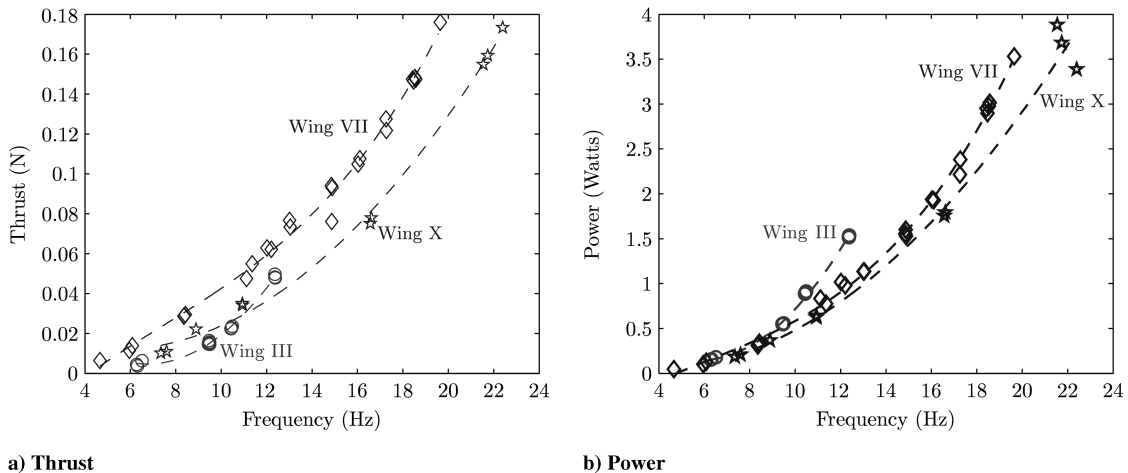 0.18
0.16
0.14
0.12
0.1
0.08
0.06
0.04
0.02
0
Thrust (N)
4 6 8 10 12 14 16 18 20 22 24
Frequency (Hz)
Wing VII
Wing X
Wing III
a) Thrust
4
3.5
3
2.5
2
1.5
1
0.5
0
Power (Watts)
4 6 8 10 12 14 16 18 20 22 24
Frequency (Hz)
Wing VII
Wing X
Wing III
b) Power